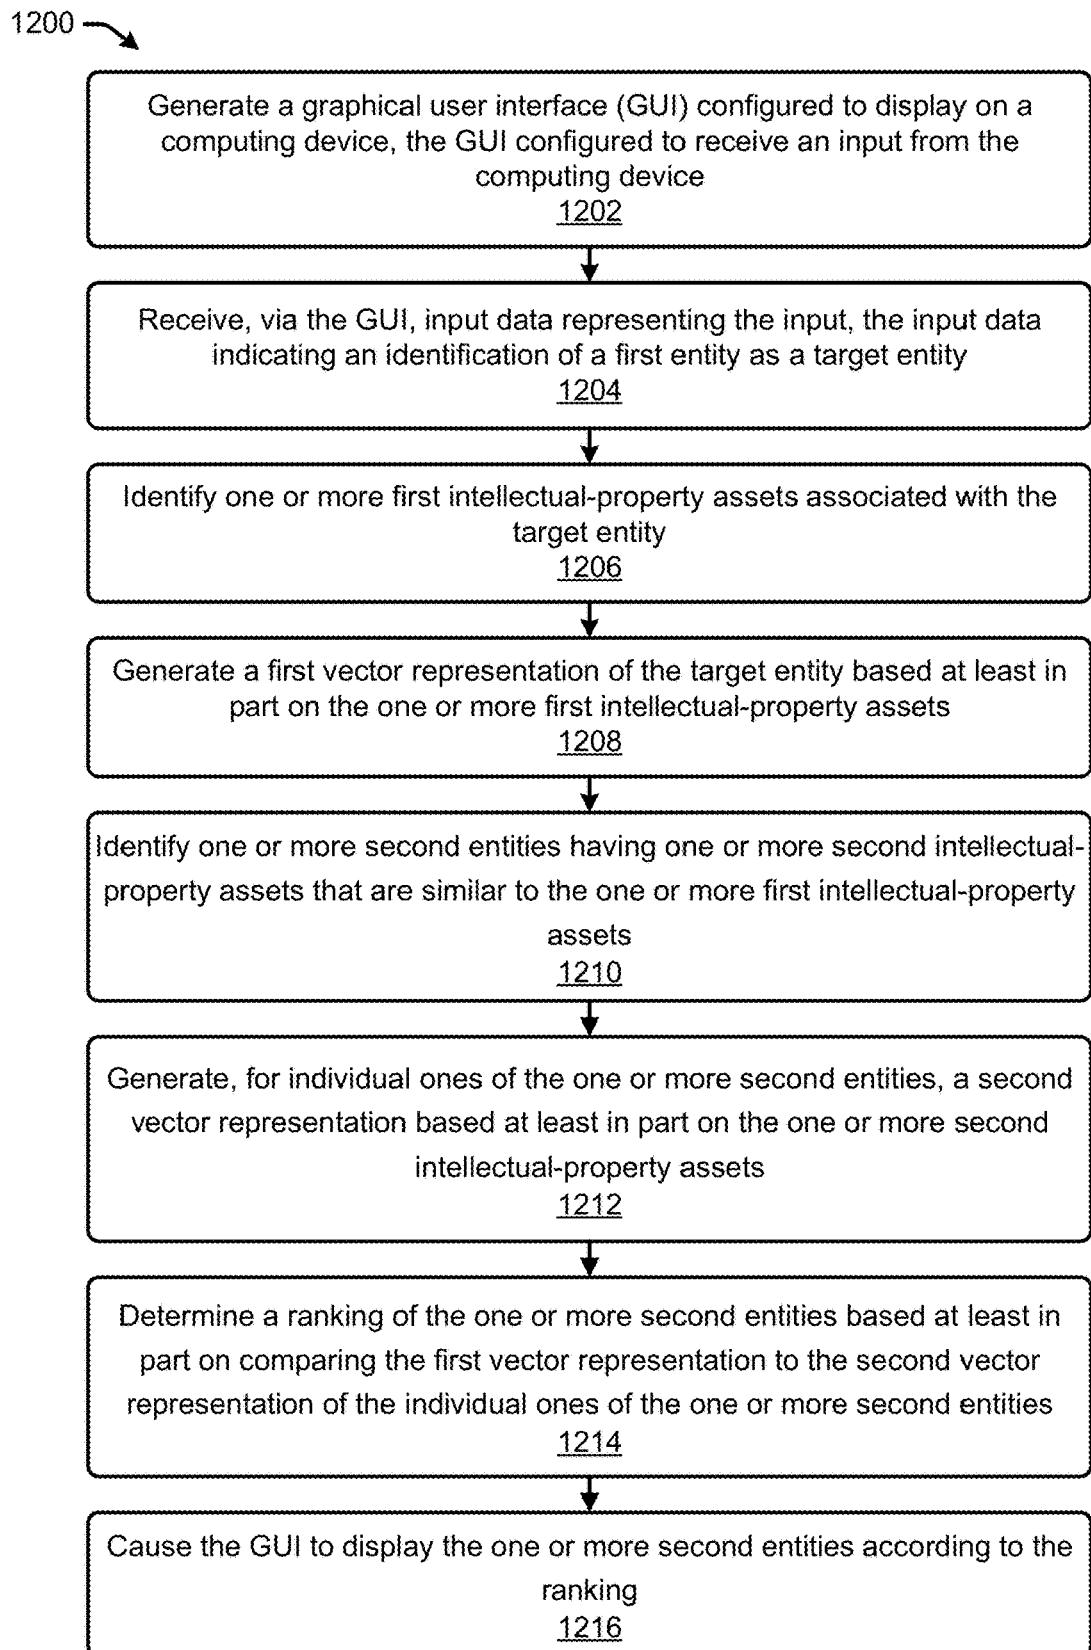 1200
Generate a graphical user interface (GUI) configured to display on a
computing device, the GUI configured to receive an input from the
computing device
1202
Receive, via the GUI, input data representing the input, the input data
indicating an identification of a first entity as a target entity
1204
Identify one or more first intellectual-property assets associated with the
target entity
1206
Generate a first vector representation of the target entity based at least in
part on the one or more first intellectual-property assets
1208
Identify one or more second entities having one or more second intellectual-
property assets that are similar to the one or more first intellectual-property
assets
1210
Generate, for individual ones of the one or more second entities, a second
vector representation based at least in part on the one or more second
intellectual-property assets
1212
Determine a ranking of the one or more second entities based at least in
part on comparing the first vector representation to the second vector
representation of the individual ones of the one or more second entities
1214
Cause the GUI to display the one or more second entities according to the
ranking
1216